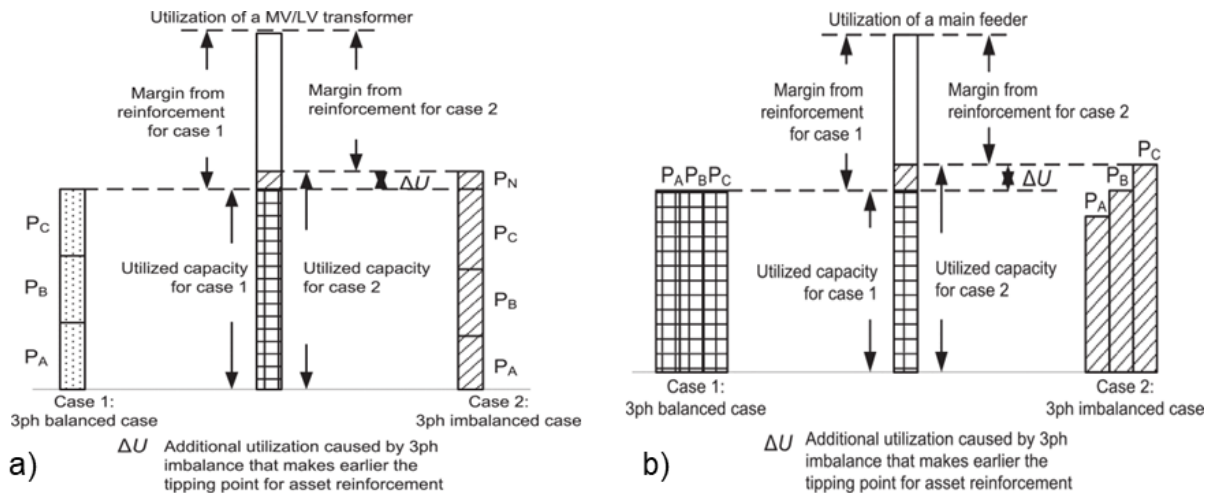 Utilization of a MV/LV transformer
Margin from
reinforcement
for case 1
Margin from
reinforcement for case 2
ΔU
P_N
P_C
P_B
P_A
P_C
P_B
P_A
Utilized capacity
for case 1
Utilized capacity
for case 2
Case 1:
3ph balanced case
Case 2:
3ph imbalanced case
ΔU Additional utilization caused by 3ph
imbalance that makes earlier the
tipping point for asset reinforcement
a)
Utilization of a main feeder
Margin from
reinforcement
for case 1
Margin from
reinforcement
for case 2
P_A P_B P_C
ΔU
P_A
P_B
P_C
Utilized capacity
for case 1
Utilized capacity
for case 2
Case 1:
3ph balanced case
Case 2:
3ph imbalanced case
ΔU Additional utilization caused by 3ph
imbalance that makes earlier the
tipping point for asset reinforcement
b)